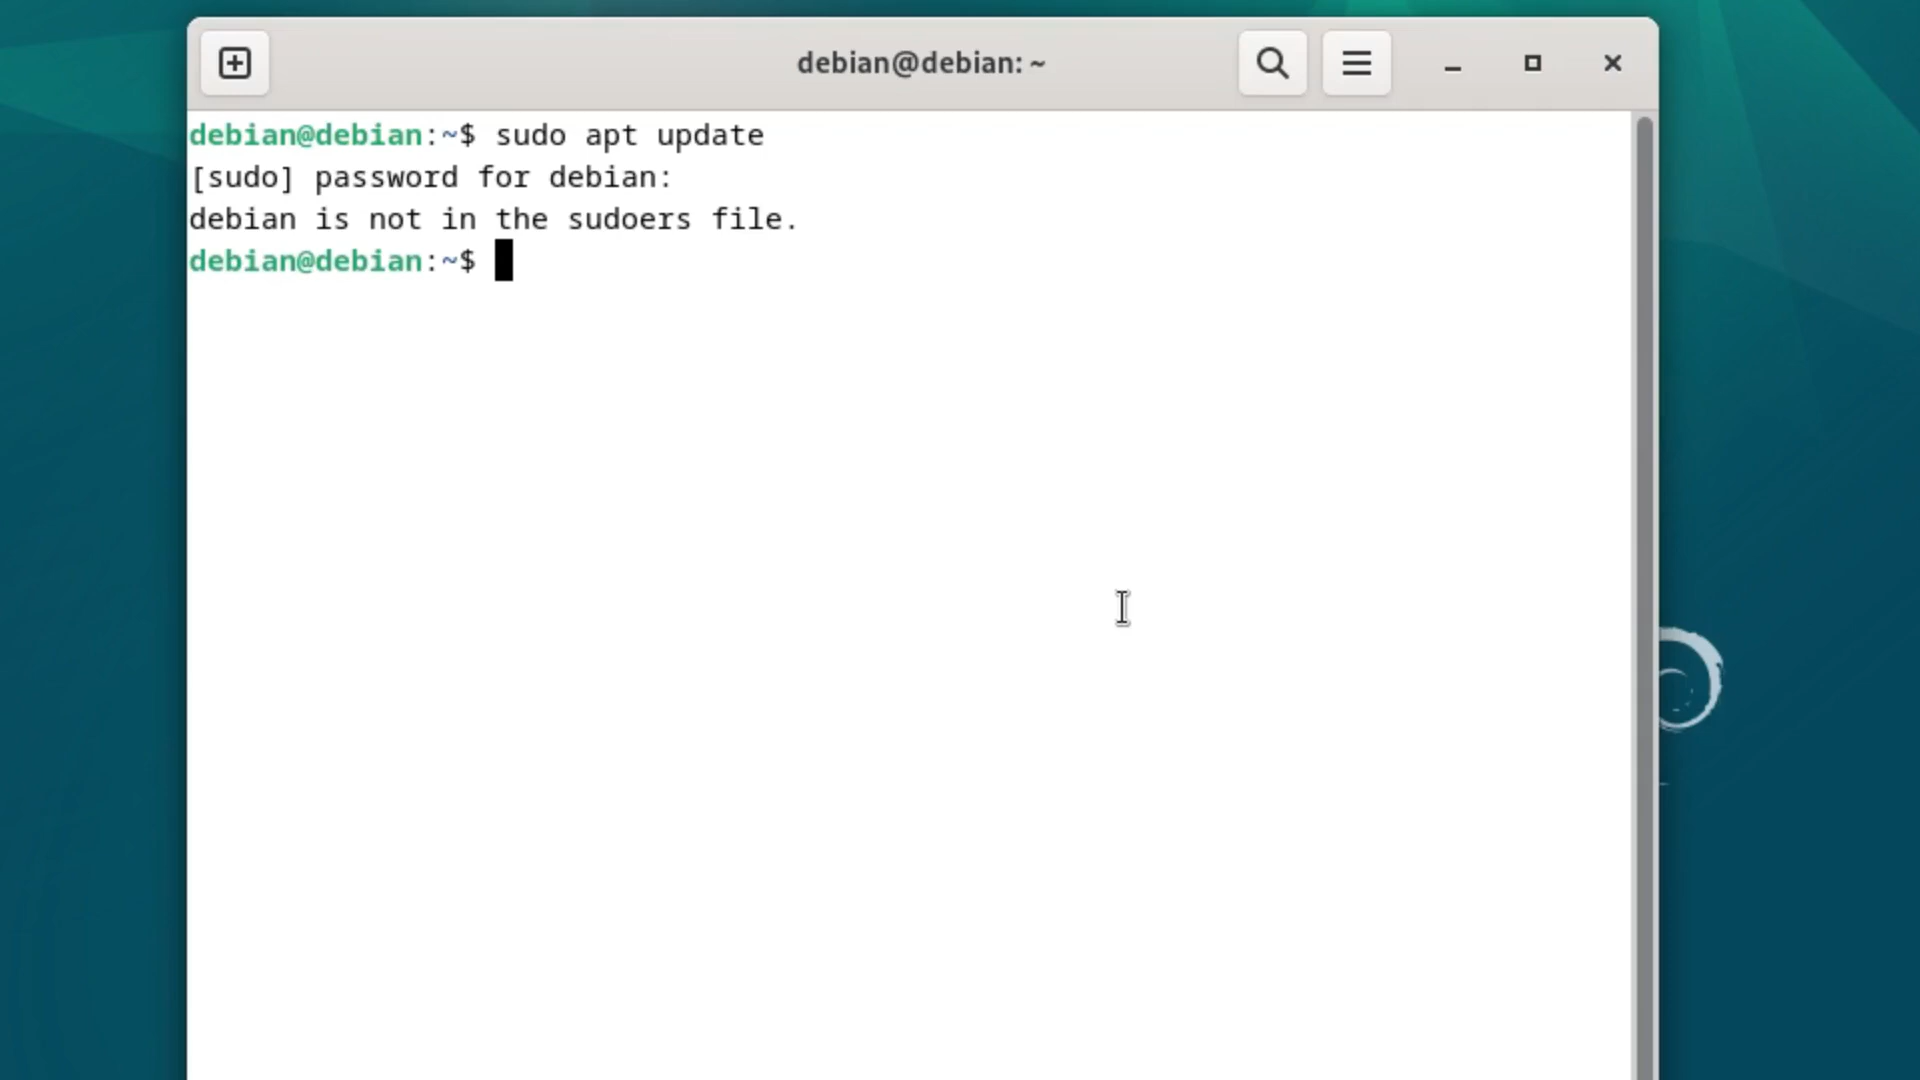 debian@debian: ~
debian@debian:~$ sudo apt update
[sudo] password for debian:
debian is not in the sudoers file.
debian@debian:~$